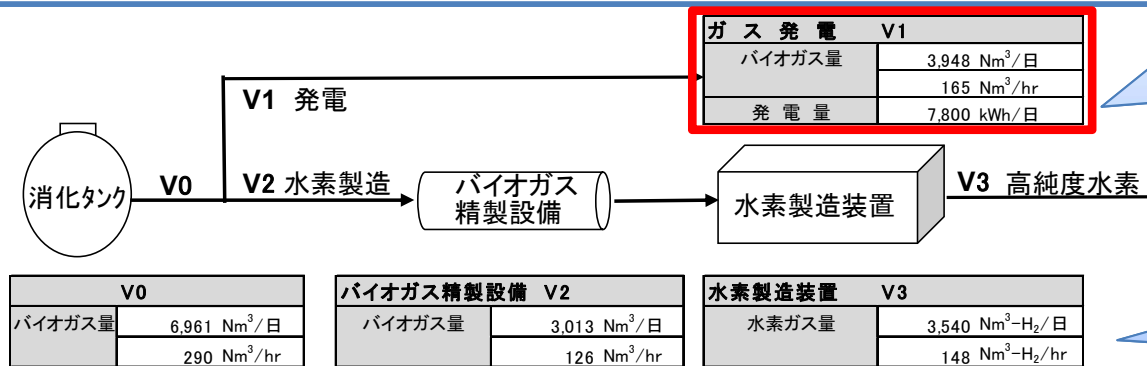 ガス発電 V1
バイオガス量 3,948 Nm³/日
165 Nm³/hr
発電量 7,800 kWh/日
V1 発電
消化タンク
V0
V2 水素製造
バイオガス
精製設備
水素製造装置
V3 高純度水素
V0
バイオガス量 6,961 Nm³/日
290 Nm³/hr
バイオガス精製設備 V2
バイオガス量 3,013 Nm³/日
126 Nm³/hr
水素製造装置 V3
水素ガス量 3,540 Nm³-H₂/日
148 Nm³-H₂/hr